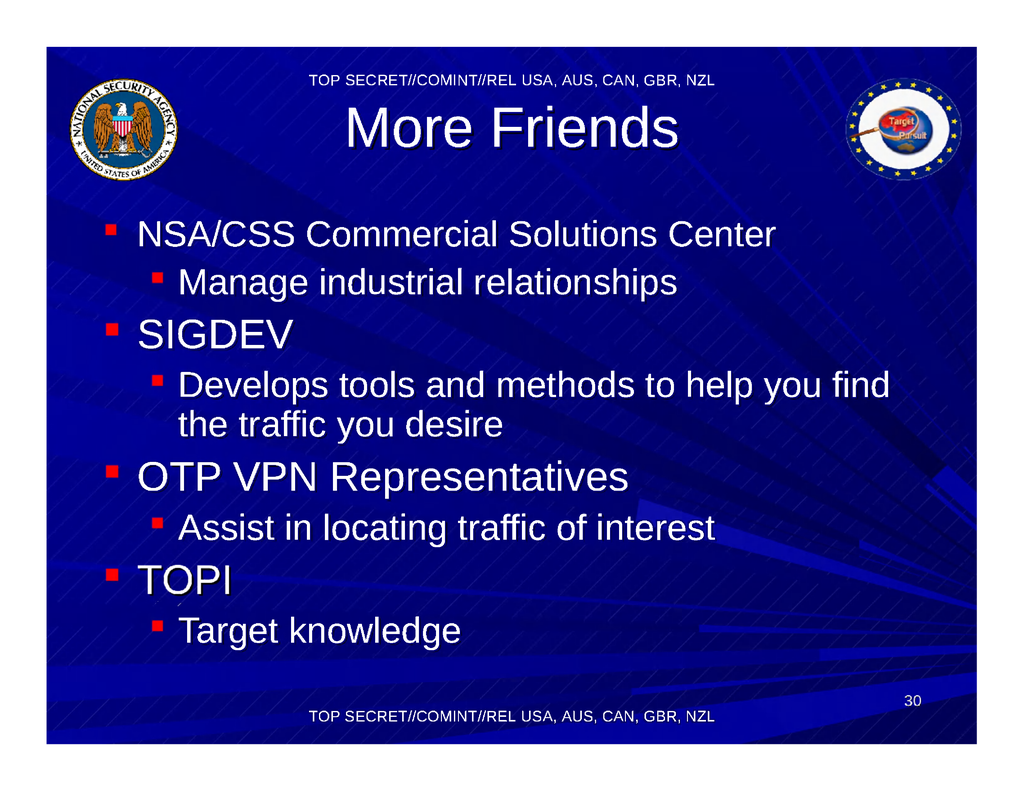 TOP SECRET//COMINT//REL USA, AUS, CAN, GBR, NZL
NATIONAL SECURITY AGENCY
UNITED STATES OF AMERICA
More Friends
Target
Pursuit
NSA/CSS Commercial Solutions Center
Manage industrial relationships
SIGDEV
Develops tools and methods to help you find
the traffic you desire
OTP VPN Representatives
Assist in locating traffic of interest
TOPI
Target knowledge
30
TOP SECRET//COMINT//REL USA, AUS, CAN, GBR, NZL